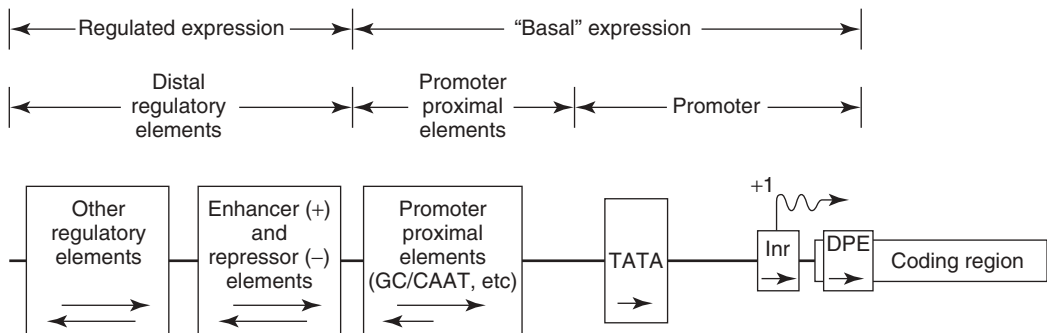 Regulated expression
“Basal” expression
Distal
regulatory
elements
Promoter
proximal
elements
Promoter
Other
regulatory
elements
Enhancer (+)
and
repressor (–)
elements
Promoter
proximal
elements
(GC/CAAT, etc)
TATA
+1
Inr
DPE
Coding region